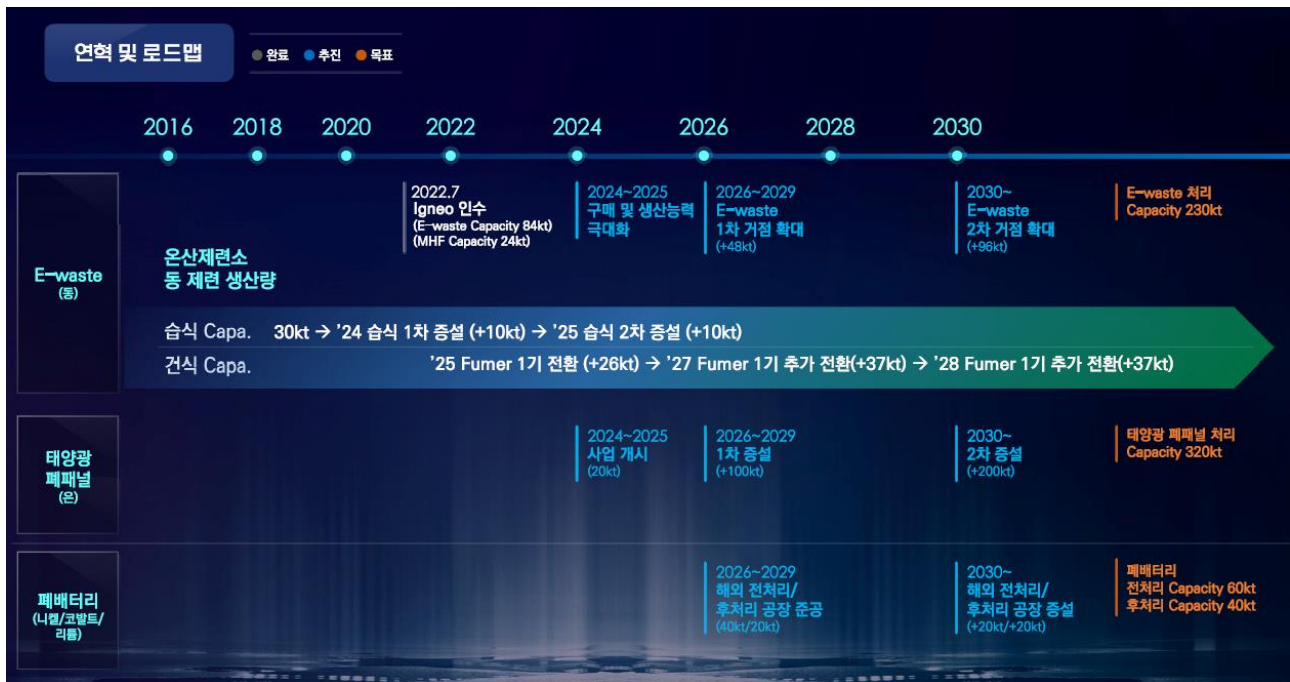 연혁 및 로드맵
완료 추진 목표
2016 2018 2020 2022 2024 2026 2028 2030
E-waste
(동)
2022.7
Igneo 인수
(E-waste Capacity 84kt)
(MHF Capacity 24kt)
2024~2025
구매 및 생산능력
극대화
2026~2029
E-waste
1차 거점 확대
(+48kt)
2030~
E-waste
2차 거점 확대
(+96kt)
E-waste 처리
Capacity 230kt
온산제련소
동 제련 생산량
습식 Capa. 30kt → ’24 습식 1차 증설 (+10kt) → ’25 습식 2차 증설 (+10kt)
건식 Capa. ’25 Fumer 1기 전환 (+26kt) → ’27 Fumer 1기 추가 전환(+37kt) → ’28 Fumer 1기 추가 전환(+37kt)
태양광
폐패널
(은)
2024~2025
사업 개시
(20kt)
2026~2029
1차 증설
(+100kt)
2030~
2차 증설
(+200kt)
태양광 폐패널 처리
Capacity 320kt
폐배터리
(니켈/코발트/
리튬)
2026~2029
해외 전처리/
후처리 공장 준공
(40kt/20kt)
2030~
해외 전처리/
후처리 공장 증설
(+20kt/+20kt)
폐배터리
전처리 Capacity 60kt
후처리 Capacity 40kt